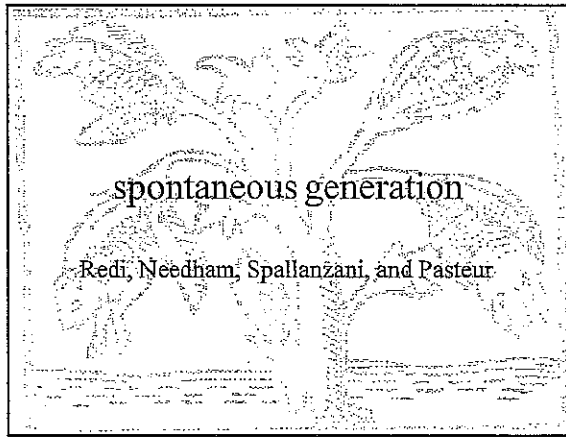 spontaneous generation
Redi, Needham, Spallanzani, and Pasteur